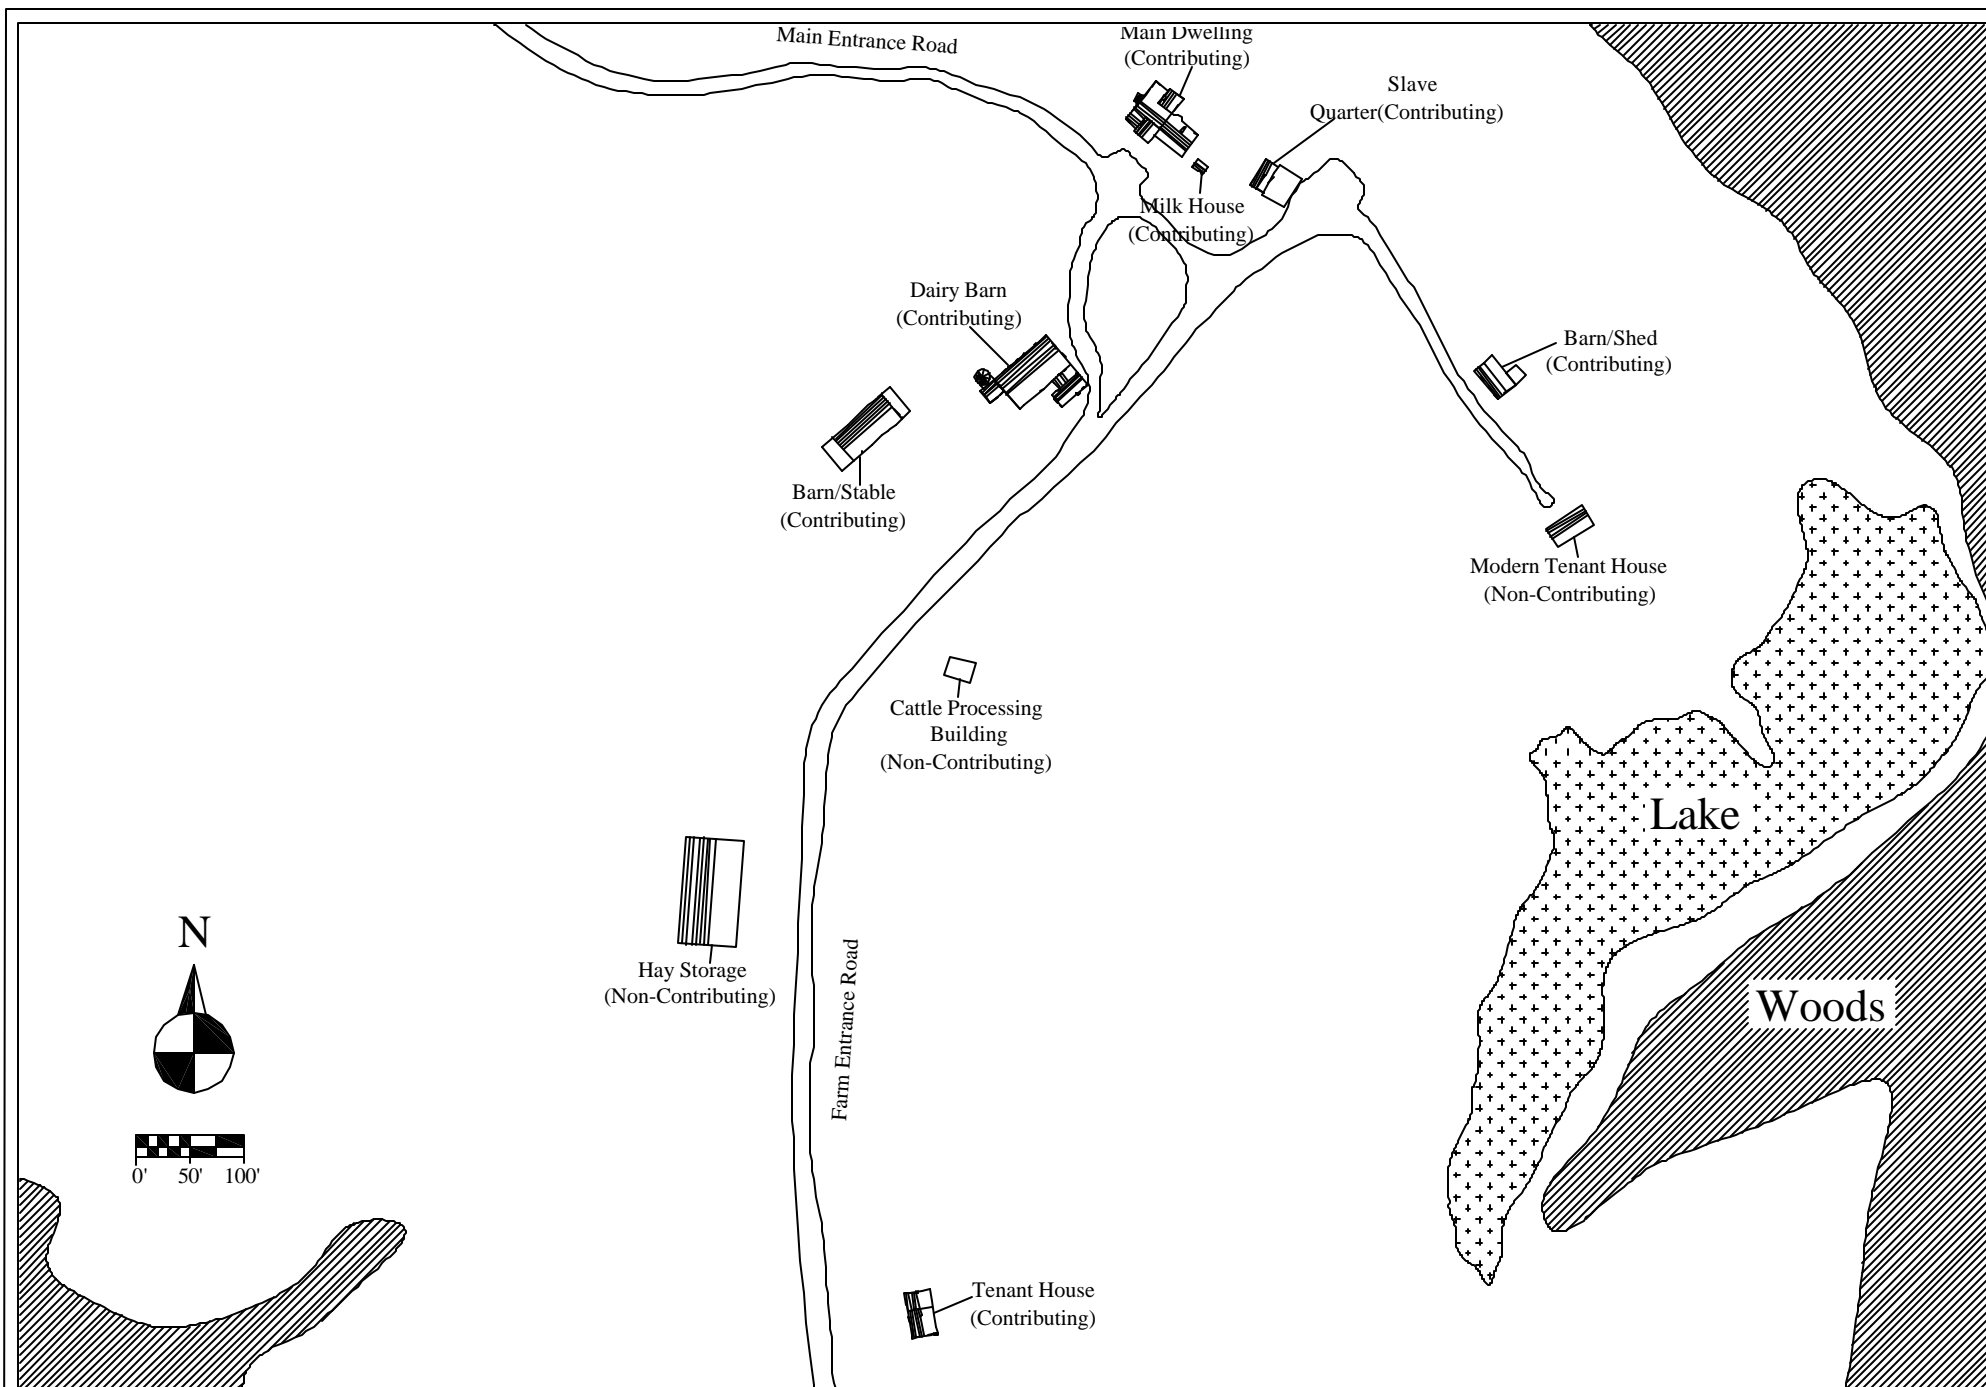 Main Entrance Road
Main Dwelling
(Contributing)
Slave
Quarter(Contributing)
Milk House
(Contributing)
Dairy Barn
(Contributing)
Barn/Shed
(Contributing)
Barn/Stable
(Contributing)
Modern Tenant House
(Non-Contributing)
Cattle Processing
Building
(Non-Contributing)
Lake
N
Hay Storage
(Non-Contributing)
Farm Entrance Road
Woods
0' 50' 100'
Tenant House
(Contributing)